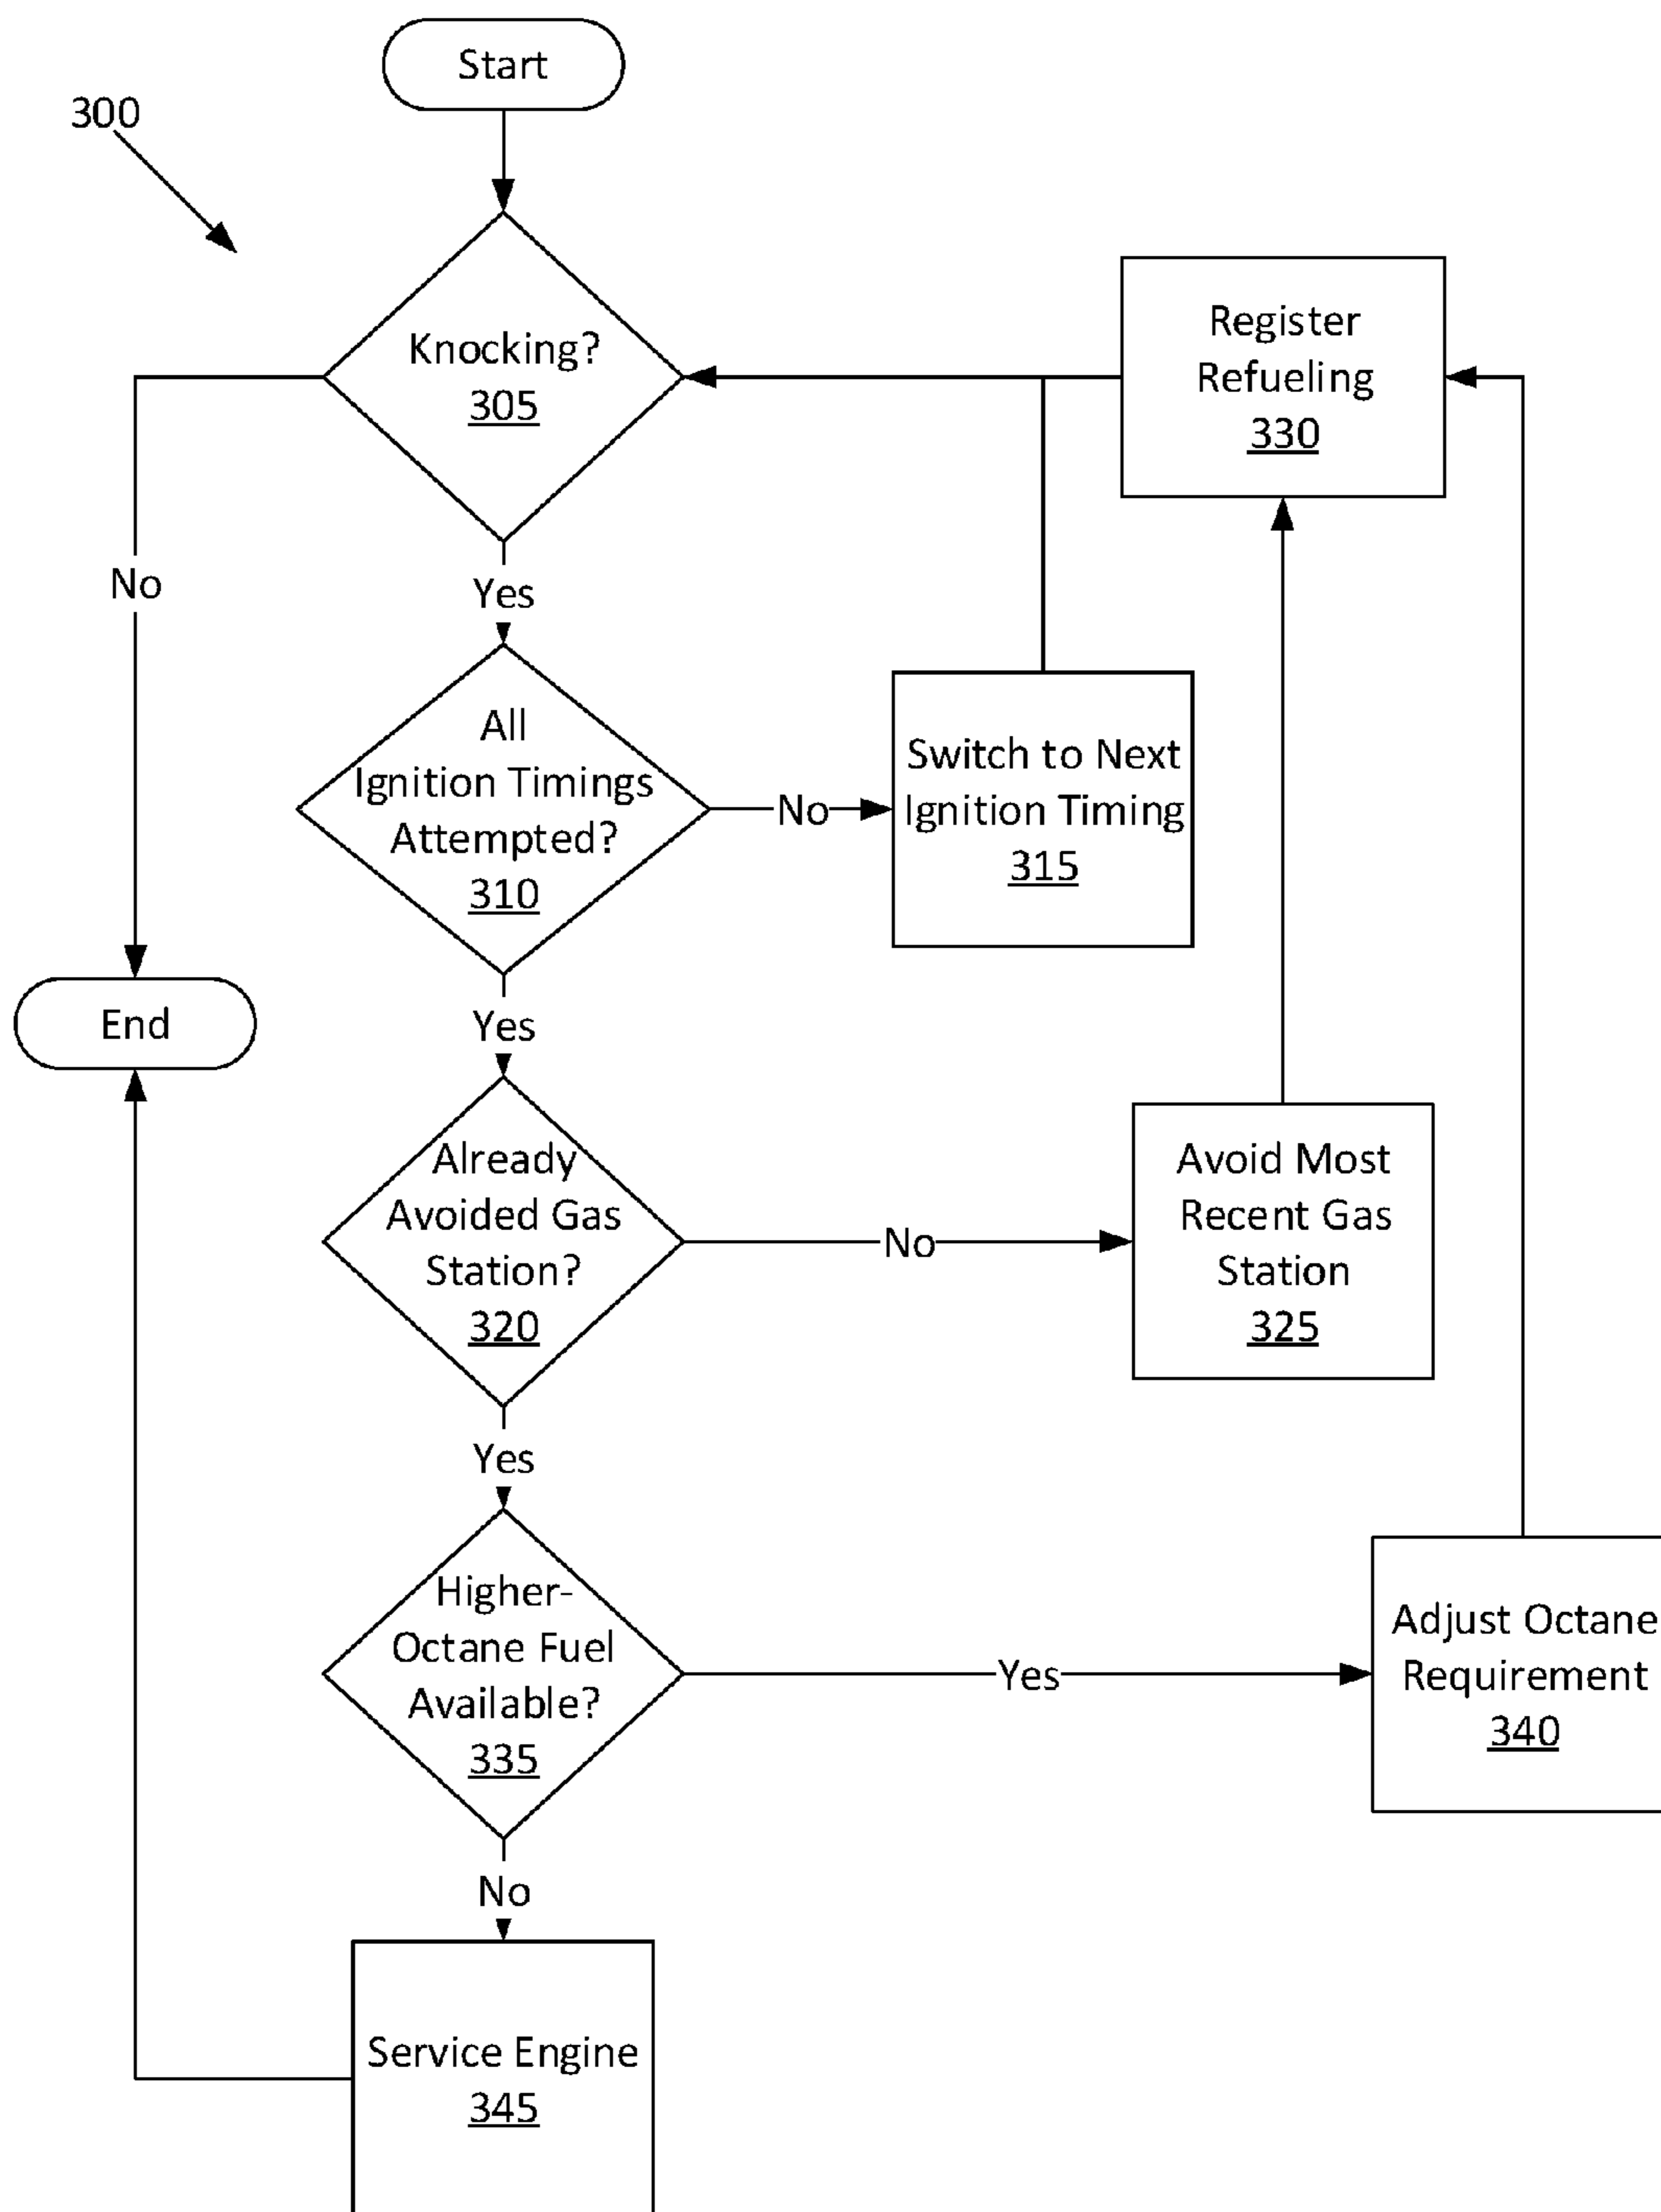 Start
300
Knocking?
305
Register
Refueling
330
No
Yes
All
Ignition Timings
Attempted?
310
No
Switch to Next
Ignition Timing
315
End
Yes
Already
Avoided Gas
Station?
320
No
Avoid Most
Recent Gas
Station
325
Yes
Higher-
Octane Fuel
Available?
335
Yes
Adjust Octane
Requirement
340
No
Service Engine
345